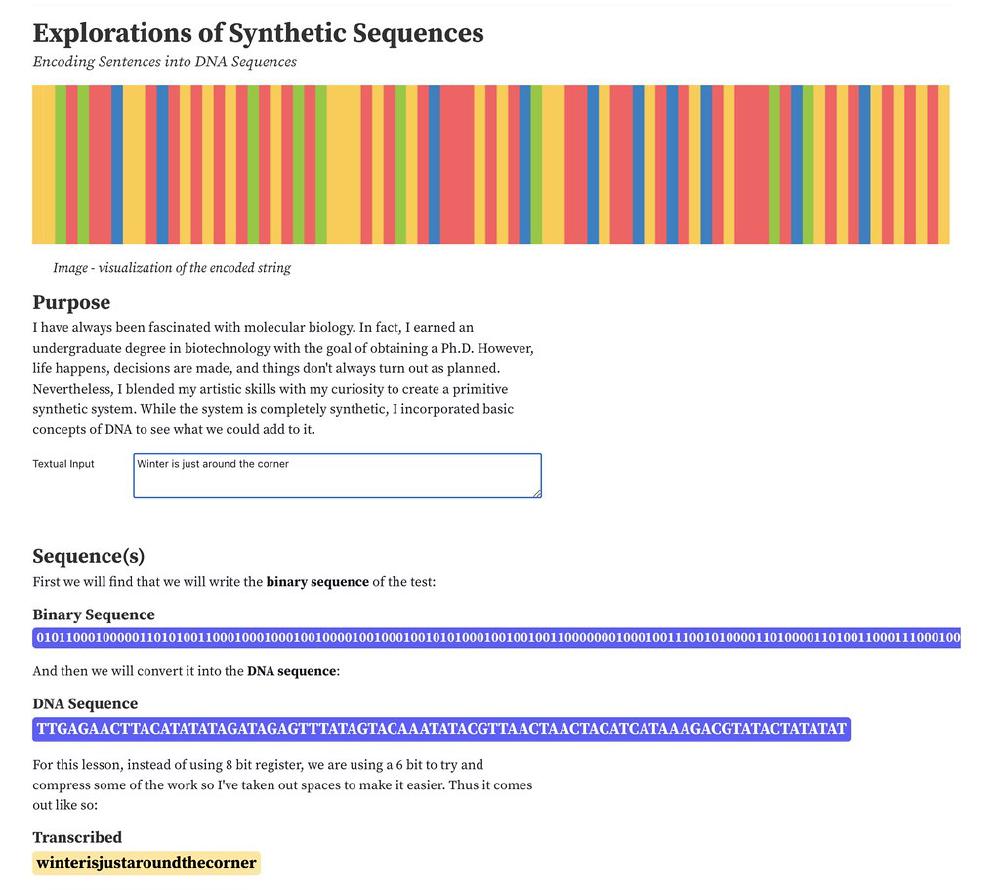 Explorations of Synthetic Sequences
Encoding Sentences into DNA Sequences
Image - visualization of the encoded string
Purpose
I have always been fascinated with molecular biology. In fact, I earned an
undergraduate degree in biotechnology with the goal of obtaining a Ph.D. However,
life happens, decisions are made, and things don't always turn out as planned.
Nevertheless, I blended my artistic skills with my curiosity to create a primitive
synthetic system. While the system is completely synthetic, I incorporated basic
concepts of DNA to see what we could add to it.
Textual Input
Winter is just around the corner
Sequence(s)
First we will find that we will write the binary sequence of the test:
Binary Sequence
And then we will convert it into the DNA sequence:
DNA Sequence
TTGAGAACTTACATATATAGATAGAGTTTATAGTACAAATATACGTTAACTAACTACATCATAAAGACGTATACTATATAT
For this lesson, instead of using 8 bit register, we are using a 6 bit to try and
compress some of the work so I've taken out spaces to make it easier. Thus it comes
out like so:
Transcribed
winterisjustaroundthecorner